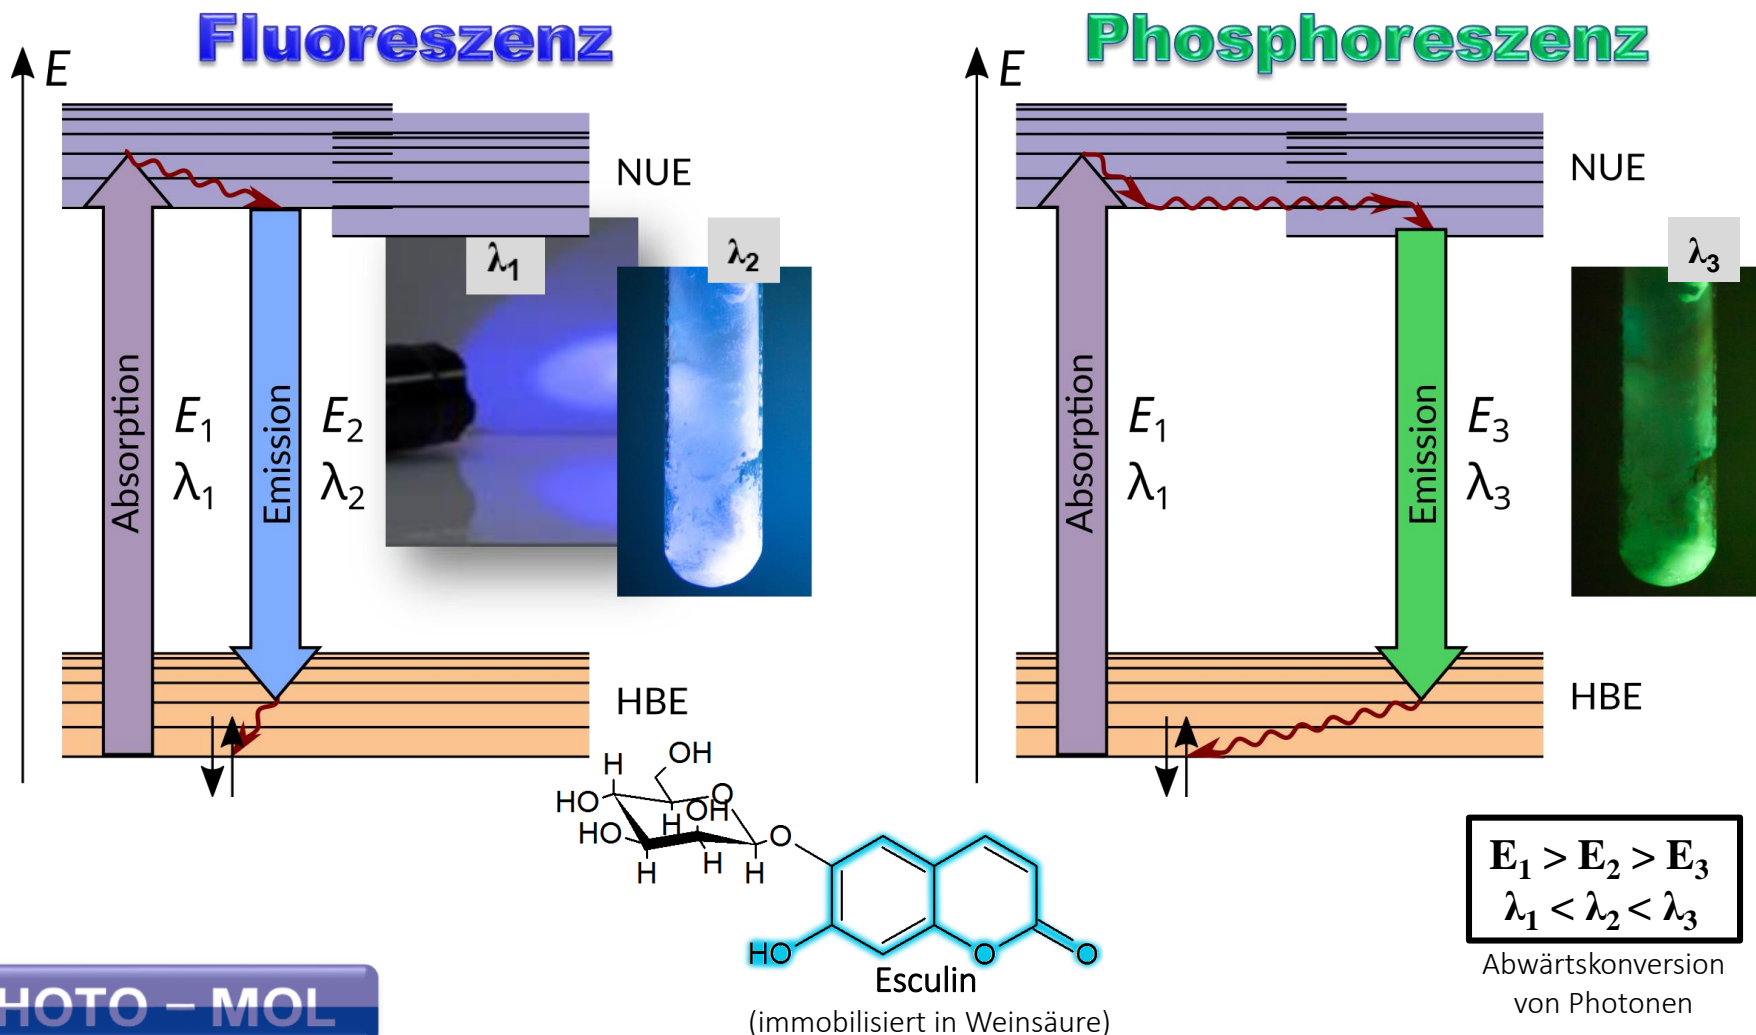 Fluoreszenz
E
NUE
λ1
λ2
Absorption
E1
λ1
Emission
E2
λ2
HBE
Phosphoreszenz
E
NUE
λ3
Absorption
E1
λ1
Emission
E3
λ3
HBE
OH
H
HO
O
OH
H
HO
O
H
H
H
HO
O
O
Esculin
(immobilisiert in Weinsäure)
E1 > E2 > E3
λ1 < λ2 < λ3
Abwärtskonversion
von Photonen
HOTO – MOL